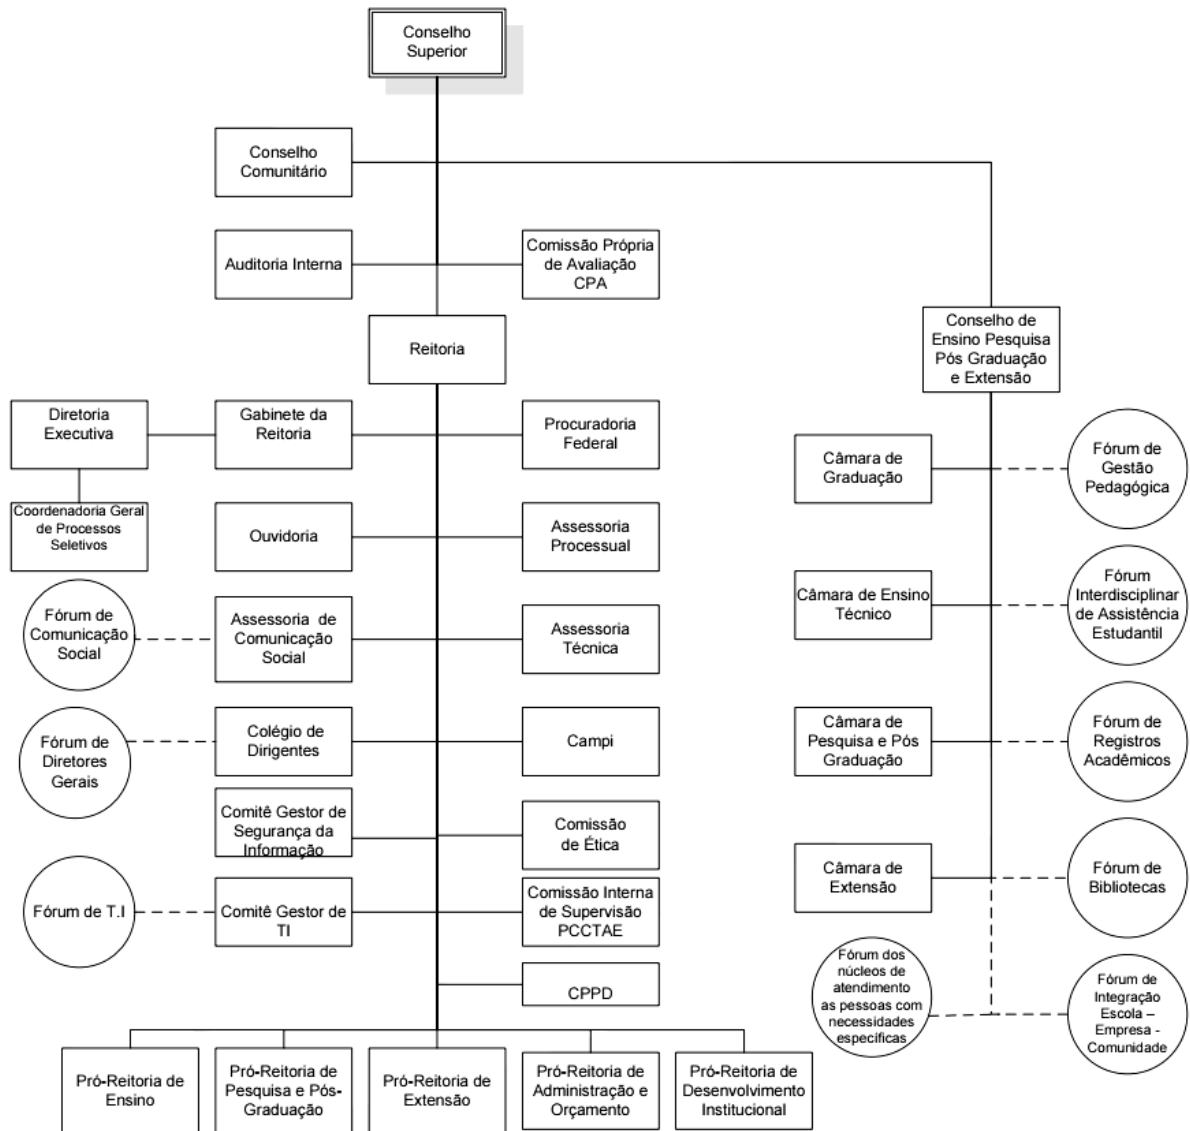 Conselho
Superior
Conselho
Comunitário
Auditoria Interna
Comissão Própria
de Avaliação
CPA
Reitoria
Conselho de
Ensino Pesquisa
Pós Graduação
e Extensão
Diretoria
Executiva
Gabinete da
Reitoria
Procuradoria
Federal
Câmara de
Graduação
Fórum de
Gestão
Pedagógica
Coordenadoria Geral
de Processos
Seletivos
Ouvidoria
Assessoria
Processual
Câmara de Ensino
Técnico
Fórum
Interdisciplinar
de Assistência
Estudantil
Fórum de
Comunicação
Social
Assessoria de
Comunicação
Social
Assessoria
Técnica
Fórum de
Diretores
Gerais
Colégio de
Dirigentes
Campi
Câmara de
Pesquisa e Pós
Graduação
Fórum de
Registros
Acadêmicos
Comitê Gestor de
Segurança da
Informação
Comissão
de Ética
Câmara de
Extensão
Fórum de
Bibliotecas
Fórum de T.I
Comitê Gestor de
TI
Comissão Interna
de Supervisão
PCCTAE
CPPD
Fórum dos
núcleos de
atendimento
as pessoas com
necessidades
específicas
Fórum de
Integração
Escola –
Empresa -
Comunidade
Pró-Reitoria de
Ensino
Pró-Reitoria de
Pesquisa e Pós-
Graduação
Pró-Reitoria de
Extensão
Pró-Reitoria de
Administração e
Orçamento
Pró-Reitoria de
Desenvolvimento
Institucional